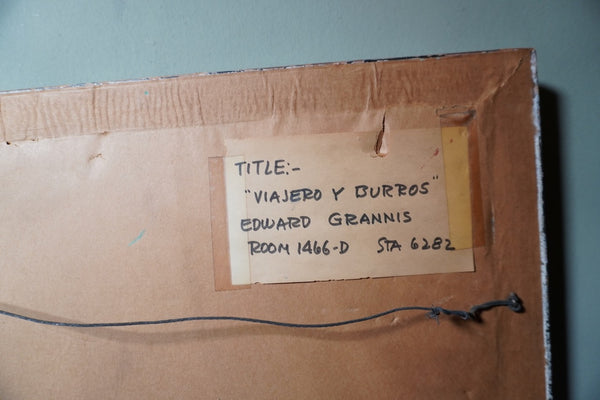 TITLE:-
"VIAJERO Y BURROS"
EDWARD GRANNIS
ROOM 1466-D STA 6282